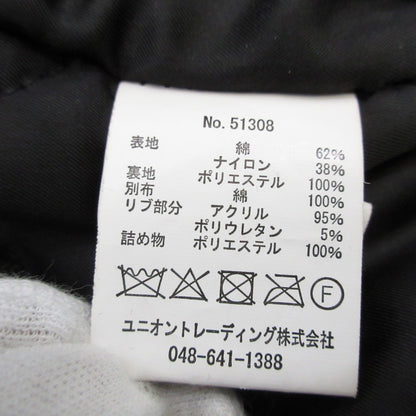 No. 51308
表地 綿 62%
ナイロン 38%
裏地 ポリエステル 100%
別布 綿 100%
リブ部分 アクリル 95%
ポリウレタン 5%
詰め物 ポリエステル 100%
F
ユニオントレーディング株式会社
048-641-1388